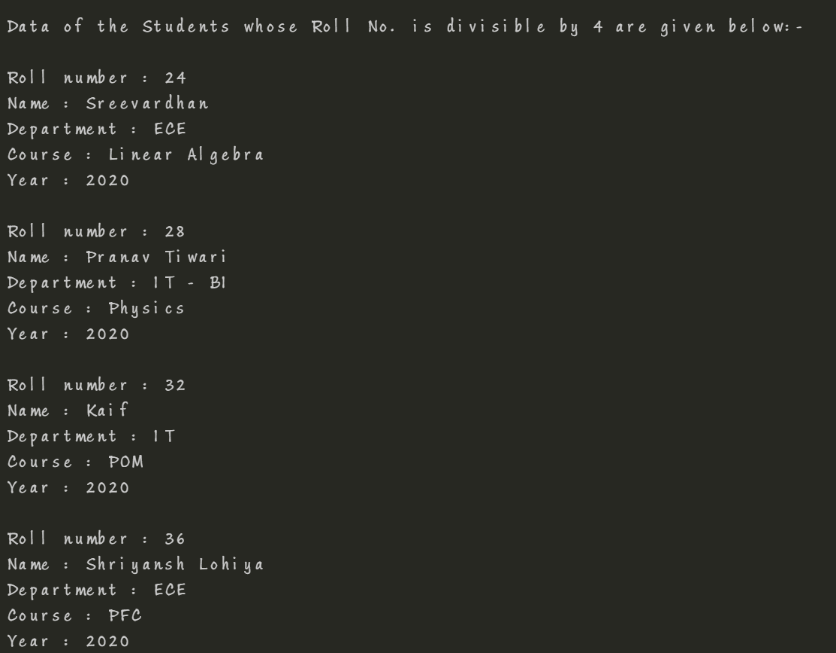 Data of the Students whose Roll No. is divisible by 4 are given below:-
Roll number : 24
Name : Sreevardhan
Department : ECE
Course : Linear Algebra
Year : 2020
Roll number : 28
Name : Pranav Tiwari
Department : IT - BI
Course : Physics
Year : 2020
Roll number : 32
Name : Kaif
Department : IT
Course : POM
Year : 2020
Roll number : 36
Name : Shriyansh Lohiya
Department : ECE
Course : PFC
Year : 2020